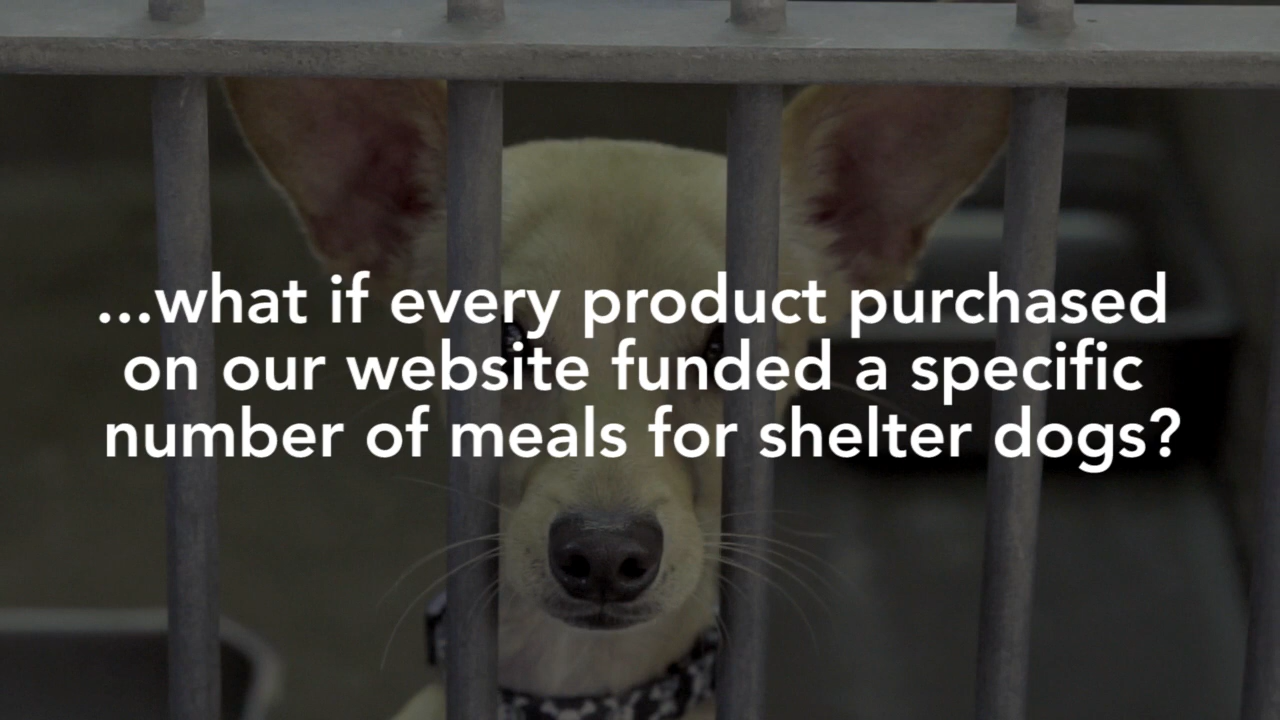 ...what if every product purchased
on our website funded a specific
number of meals for shelter dogs?